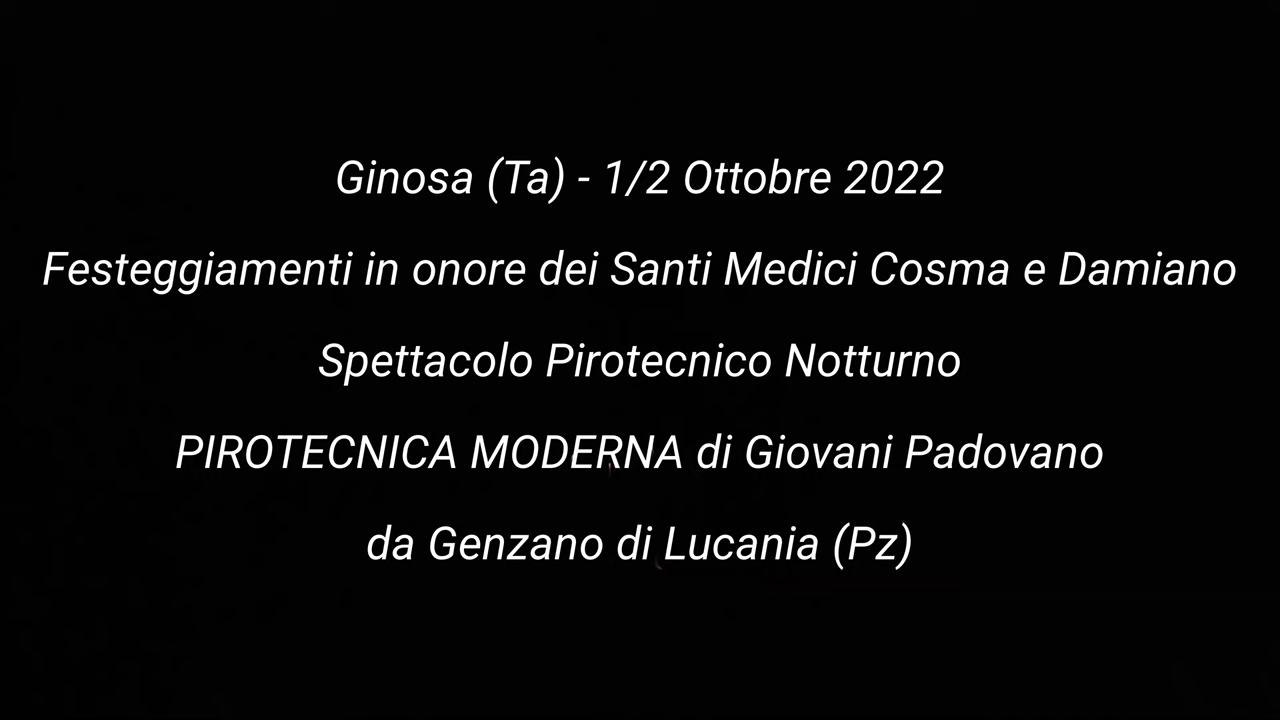 Ginosa (Ta) - 1/2 Ottobre 2022
Festeggiamenti in onore dei Santi Medici Cosma e Damiano
Spettacolo Pirotecnico Notturno
PIROTECNICA MODERNA di Giovani Padovano
da Genzano di Lucania (Pz)